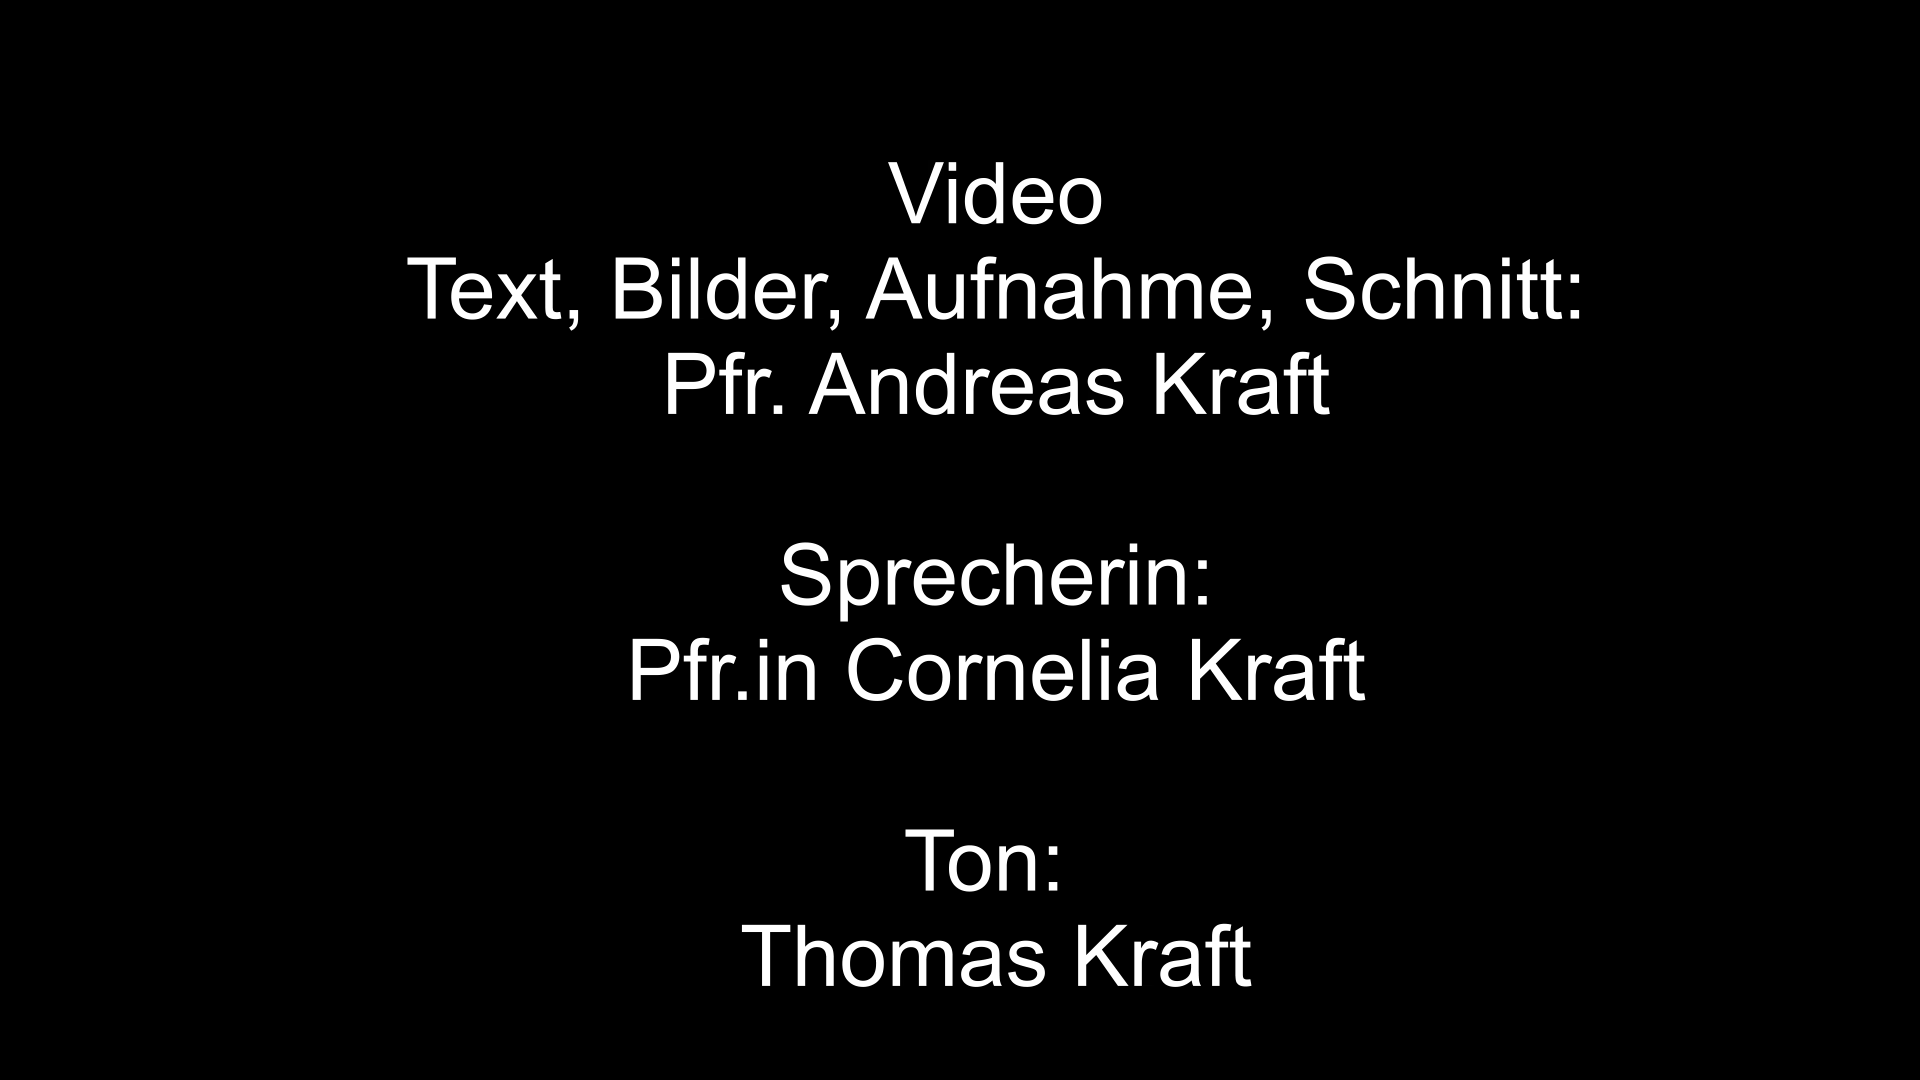 Video
Text, Bilder, Aufnahme, Schnitt:
Pfr. Andreas Kraft
Sprecherin:
Pfr.in Cornelia Kraft
Ton:
Thomas Kraft